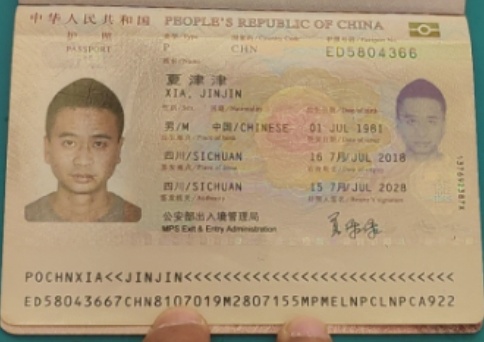 中华人民共和国 PEOPLE'S REPUBLIC OF CHINA
护照
PASSPORT
P CHN ED5804366
夏津津
XIA, JINJIN
男/M 中国/CHINESE 01 JUL 1981
四川/SICHUAN 16 7月/JUL 2018
四川/SICHUAN 15 7月/JUL 2028
公安部出入境管理局
MPS Exit & Entry Administration
POCHNXIA<<JINJIN<<<<<<<<<<<<<<<<<<<<<<<<<<<<
ED58043667CHN8107019M2807155MPMELNPCLNPCA922